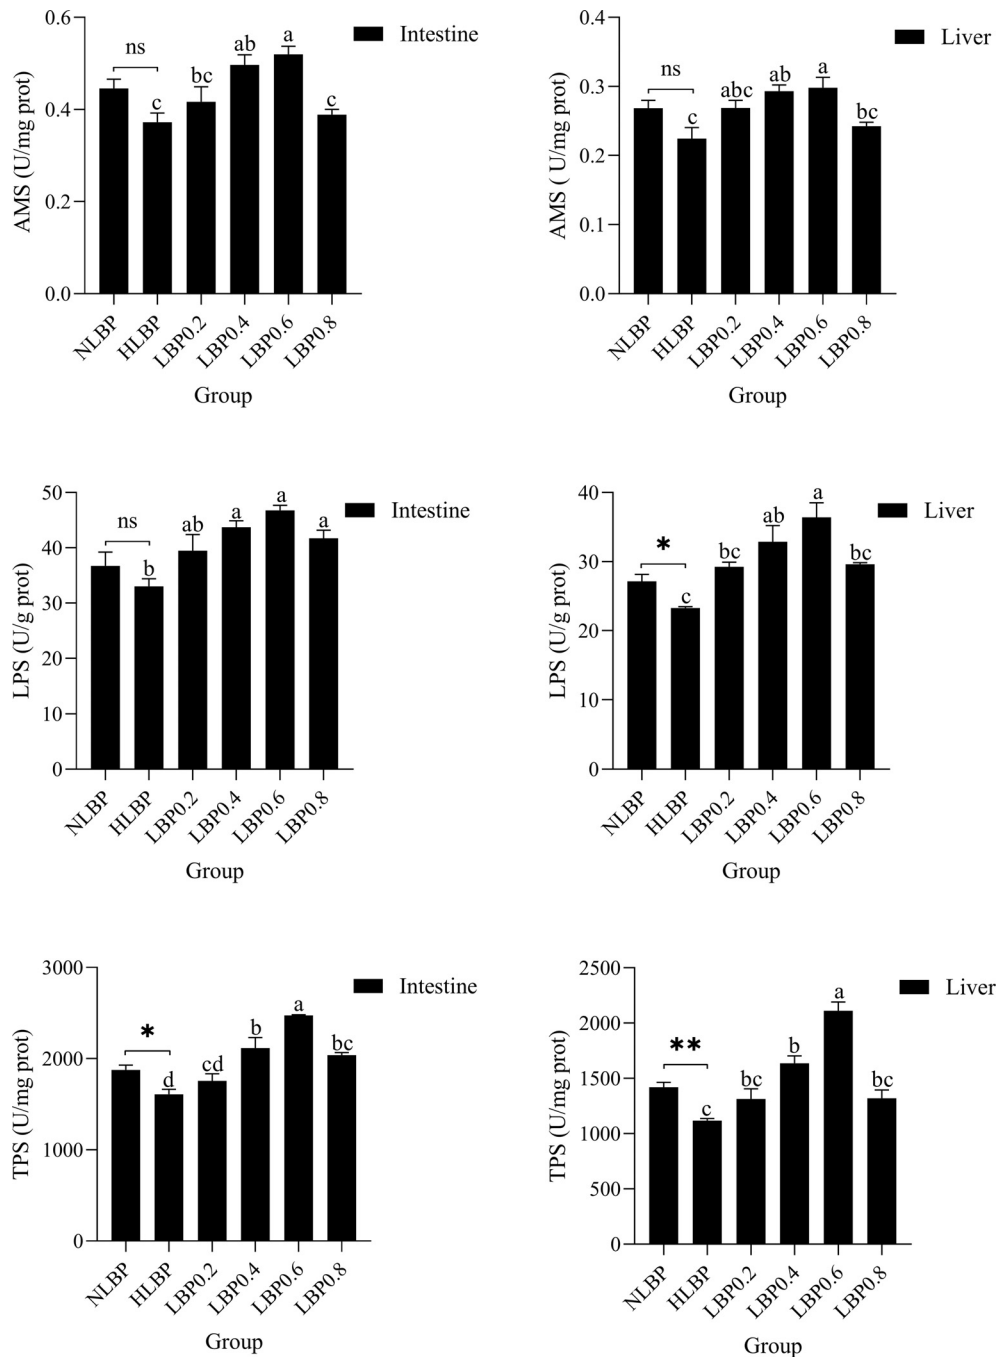 AMS (U/mg prot)
0.6
0.4
0.2
0.0
ns
c
bc
ab
a
c
Intestine
NLBP
HLBP
LBP0.2
LBP0.4
LBP0.6
LBP0.8
Group
AMS ( U/mg prot)
0.4
0.3
0.2
0.1
0.0
ns
c
abc
ab
a
bc
Liver
NLBP
HLBP
LBP0.2
LBP0.4
LBP0.6
LBP0.8
Group
LPS (U/g prot)
50
40
30
20
10
0
ns
b
ab
a
a
a
Intestine
NLBP
HLBP
LBP0.2
LBP0.4
LBP0.6
LBP0.8
Group
LPS (U/g prot)
40
30
20
10
0
*
c
bc
ab
a
bc
Liver
NLBP
HLBP
LBP0.2
LBP0.4
LBP0.6
LBP0.8
Group
TPS (U/mg prot)
3000
2000
1000
0
*
d
cd
b
a
bc
Intestine
NLBP
HLBP
LBP0.2
LBP0.4
LBP0.6
LBP0.8
Group
TPS (U/mg prot)
2500
2000
1500
1000
500
0
**
c
bc
b
a
bc
Liver
NLBP
HLBP
LBP0.2
LBP0.4
LBP0.6
LBP0.8
Group